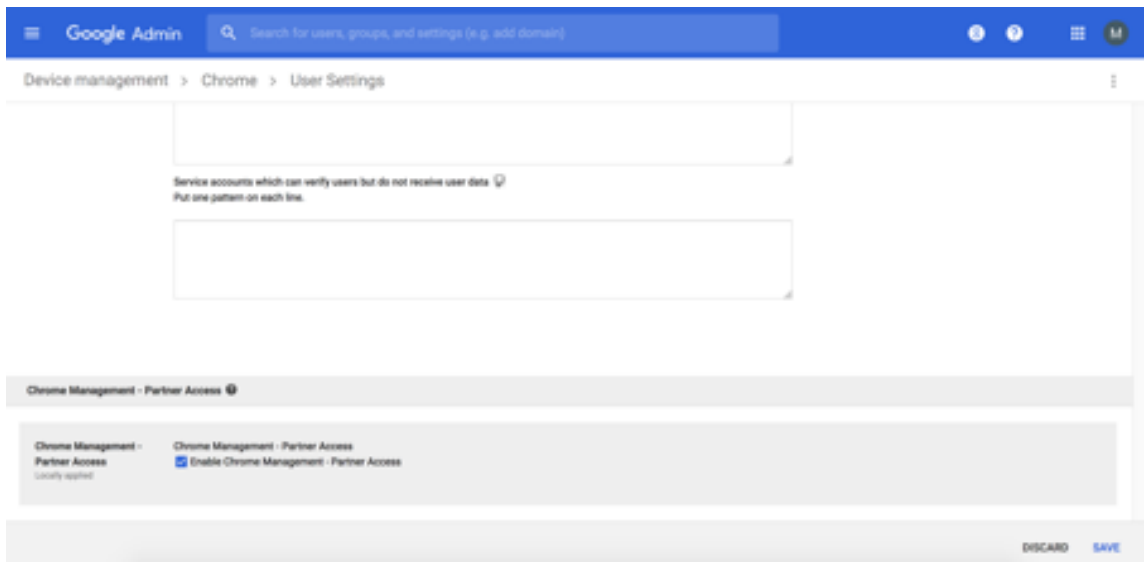 Google Admin
Search for users, groups, and settings (e.g. add domain)
M
Device management > Chrome > User Settings
Service accounts which can verify users but do not receive user data
Put one pattern on each line.
Chrome Management - Partner Access
Chrome Management - Partner Access
Locally applied
Chrome Management - Partner Access
Enable Chrome Management - Partner Access
DISCARD SAVE